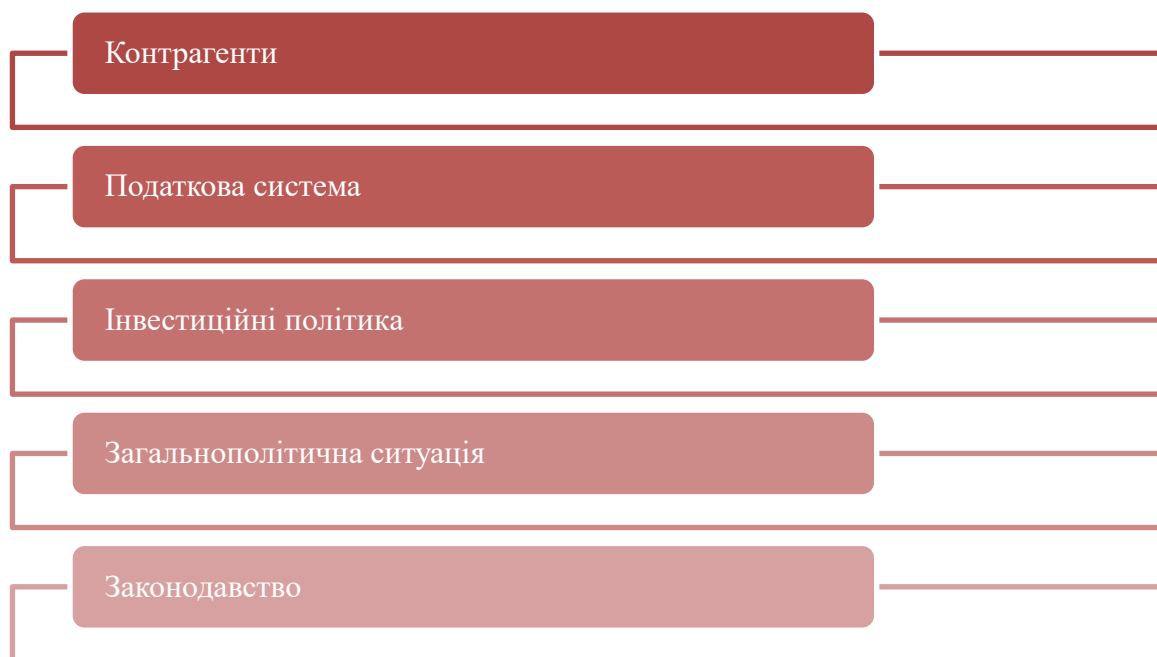 Контрагенти
Податкова система
Інвестиційні політика
Загальнополітична ситуація
Законодавство